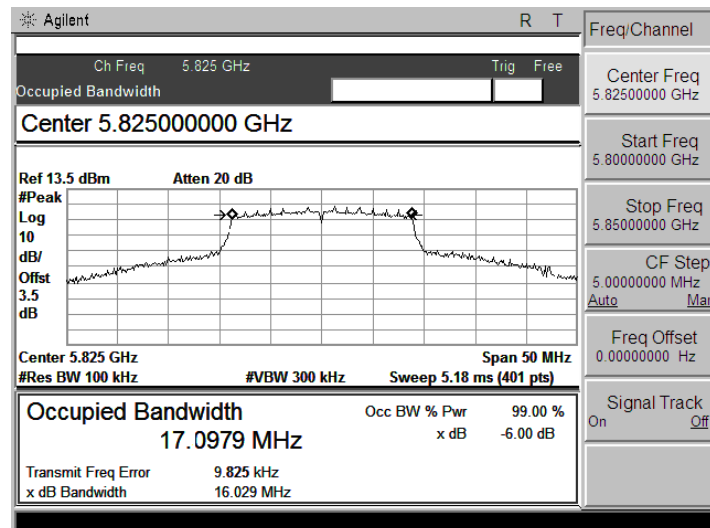 Agilent R T
Ch Freq 5.825 GHz Trig Free
Occupied Bandwidth
Center 5.825000000 GHz
Ref 13.5 dBm Atten 20 dB
#Peak
Log
10
dB/
Offst
3.5
dB
Center 5.825 GHz Span 50 MHz
#Res BW 100 kHz #VBW 300 kHz Sweep 5.18 ms (401 pts)
Occupied Bandwidth Occ BW % Pwr 99.00 %
17.0979 MHz x dB -6.00 dB
Transmit Freq Error 9.825 kHz
x dB Bandwidth 16.029 MHz
Freq/Channel
Center Freq
5.82500000 GHz
Start Freq
5.80000000 GHz
Stop Freq
5.85000000 GHz
CF Step
5.00000000 MHz
Auto Man
Freq Offset
0.00000000 Hz
Signal Track
On Off